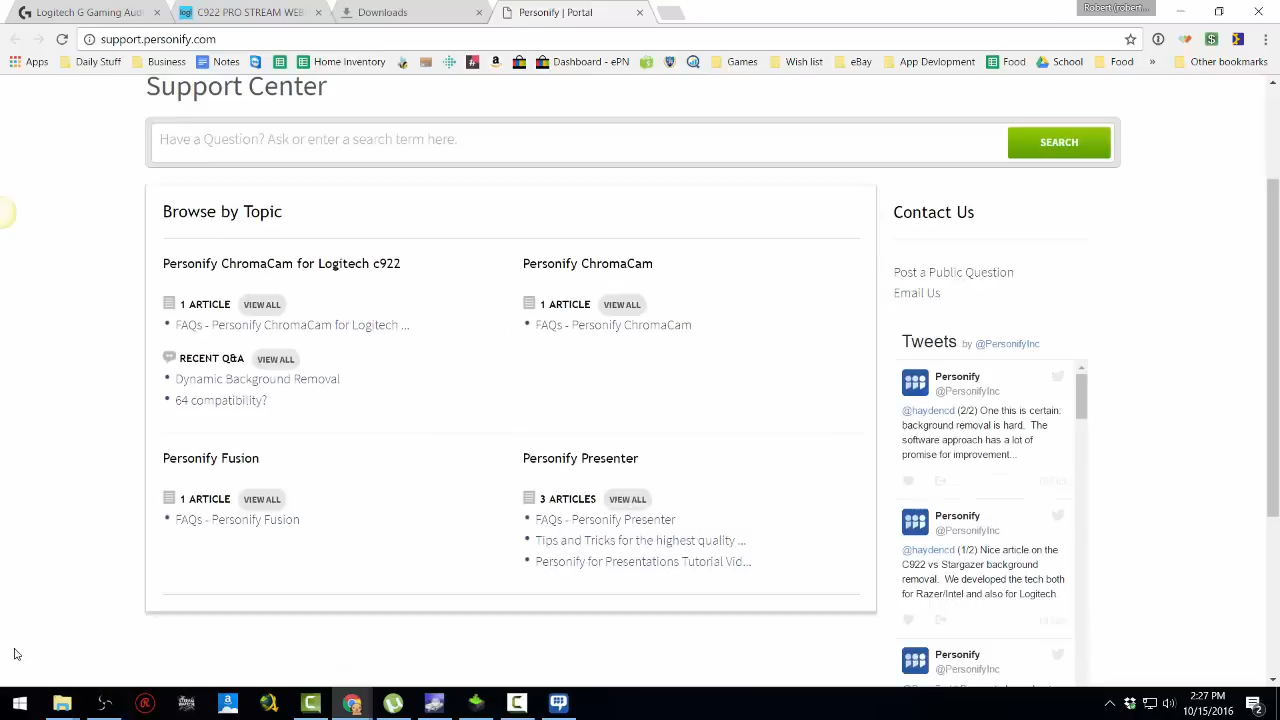 Logitech G Gaming Aud
logi C922 PRO STREAM WEB
Downloads
Personify | Portal
Robert (robert...
support.personify.com
Apps Daily Stuff Business Notes Home Inventory Dashboard - ePN Games Wish list eBay App.Devlopment Food School Food » Other bookmarks
Support Center
Have a Question? Ask or enter a search term here.
SEARCH
Browse by Topic
Personify ChromaCam for Logitech c922
1 ARTICLE VIEW ALL
FAQs - Personify ChromaCam for Logitech ...
RECENT Q&A VIEW ALL
Dynamic Background Removal
64 compatibility?
Personify ChromaCam
1 ARTICLE VIEW ALL
FAQs - Personify ChromaCam
Personify Fusion
1 ARTICLE VIEW ALL
FAQs - Personify Fusion
Personify Presenter
3 ARTICLES VIEW ALL
FAQs - Personify Presenter
Tips and Tricks for the highest quality ...
Personify for Presentations Tutorial Vid...
Contact Us
Post a Public Question
Email Us
Tweets by @PersonifyInc
Personify
@PersonifyInc
@haydencd (2/2) One this is certain:
background removal is hard. The
software approach has a lot of
promise for improvement...
Personify
@PersonifyInc
@haydencd (1/2) Nice article on the
C922 vs Stargazer background
removal. We developed the tech both
for Razer/Intel and also for Logitech
Personify
@PersonifyInc
2:27 PM
10/15/2016
2